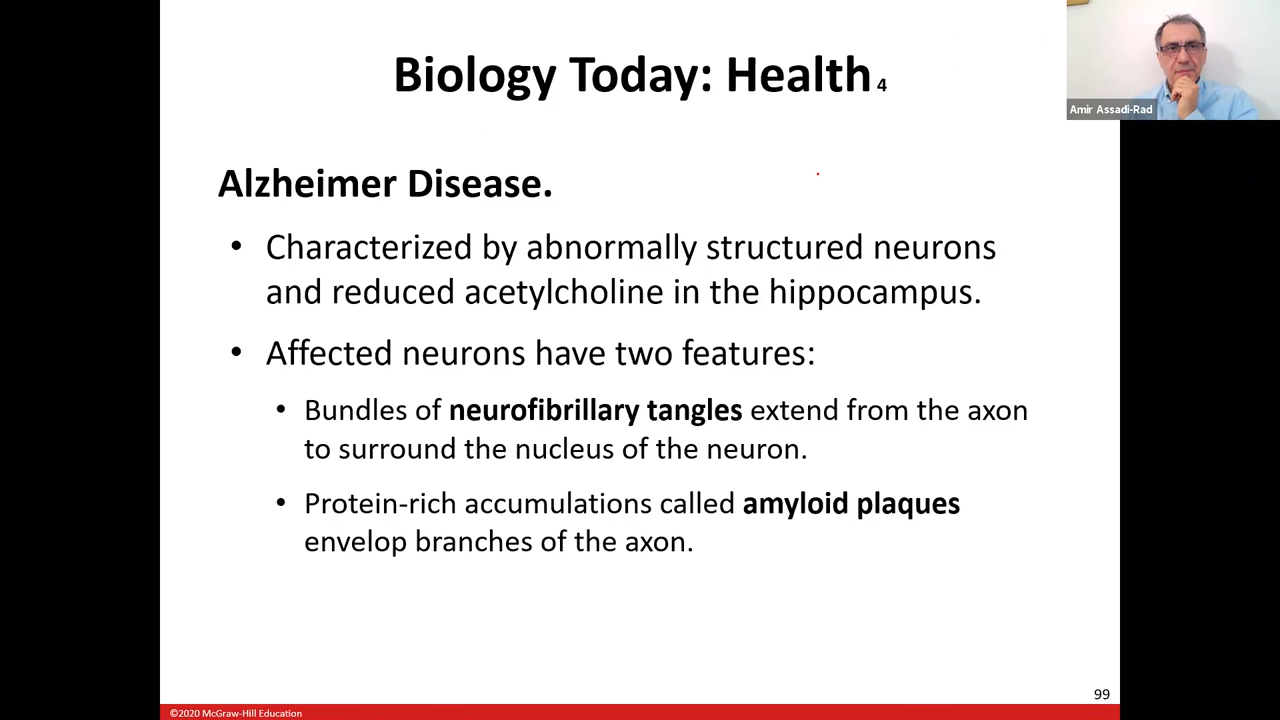 Biology Today: Health 4
Amir Assadi-Rad
Alzheimer Disease.
• Characterized by abnormally structured neurons
and reduced acetylcholine in the hippocampus.
• Affected neurons have two features:
• Bundles of neurofibrillary tangles extend from the axon
to surround the nucleus of the neuron.
• Protein-rich accumulations called amyloid plaques
envelop branches of the axon.
99
©2020 McGraw-Hill Education